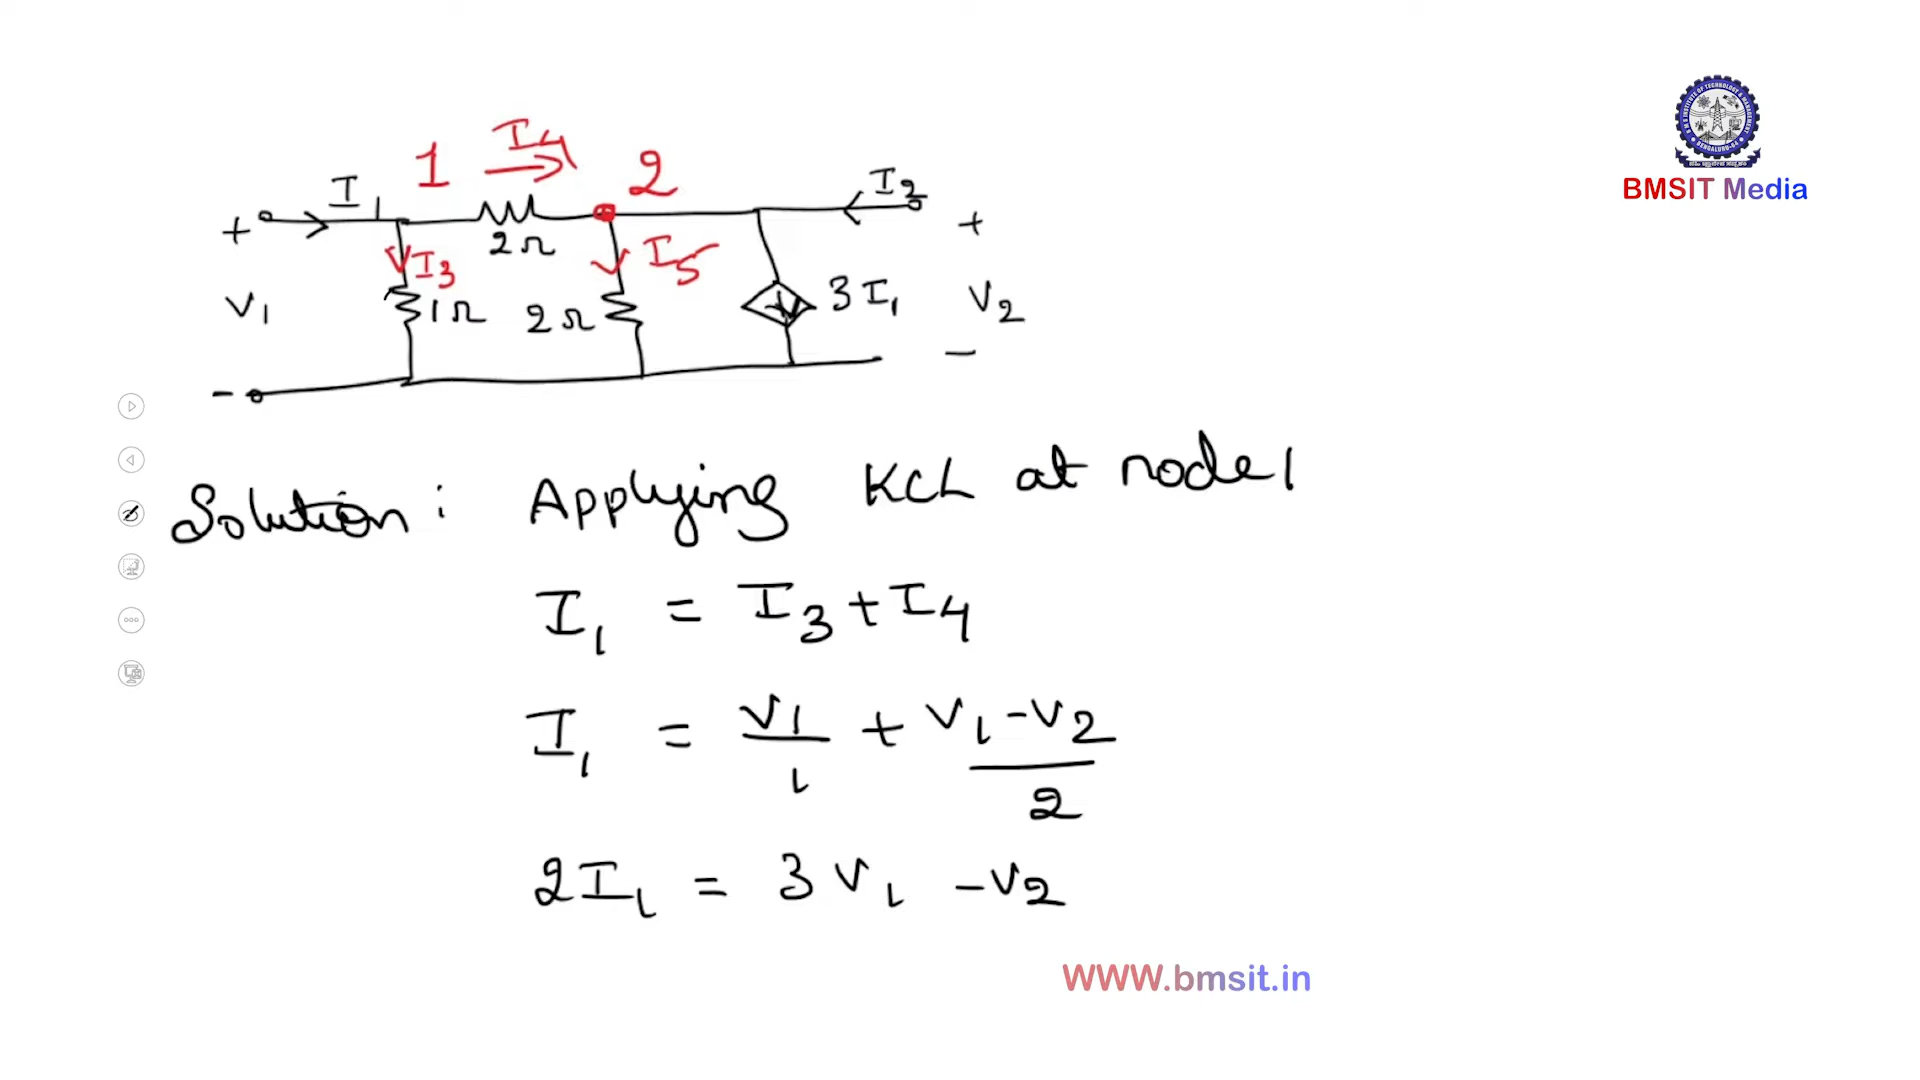 BMSIT Media
1 I4 2
I1 I2
+ 2Ω I5 +
I3
V1 1Ω 2Ω 3I1 V2
- -
Solution: Applying KCL at node 1
I1 = I3 + I4
I1 = V1/1 + V1-V2/2
2I1 = 3V1 - V2
WWW.bmsit.in